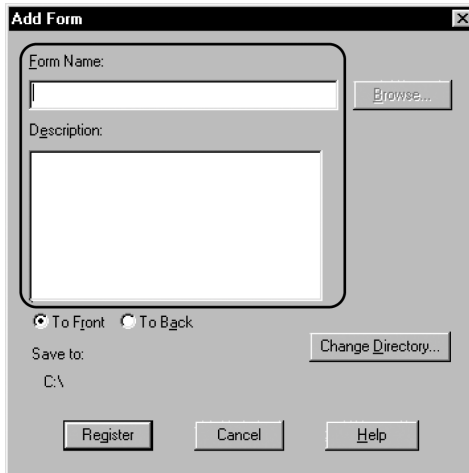 Add Form
Form Name:
Browse...
Description:
To Front To Back
Change Directory...
Save to:
C:\
Register Cancel Help